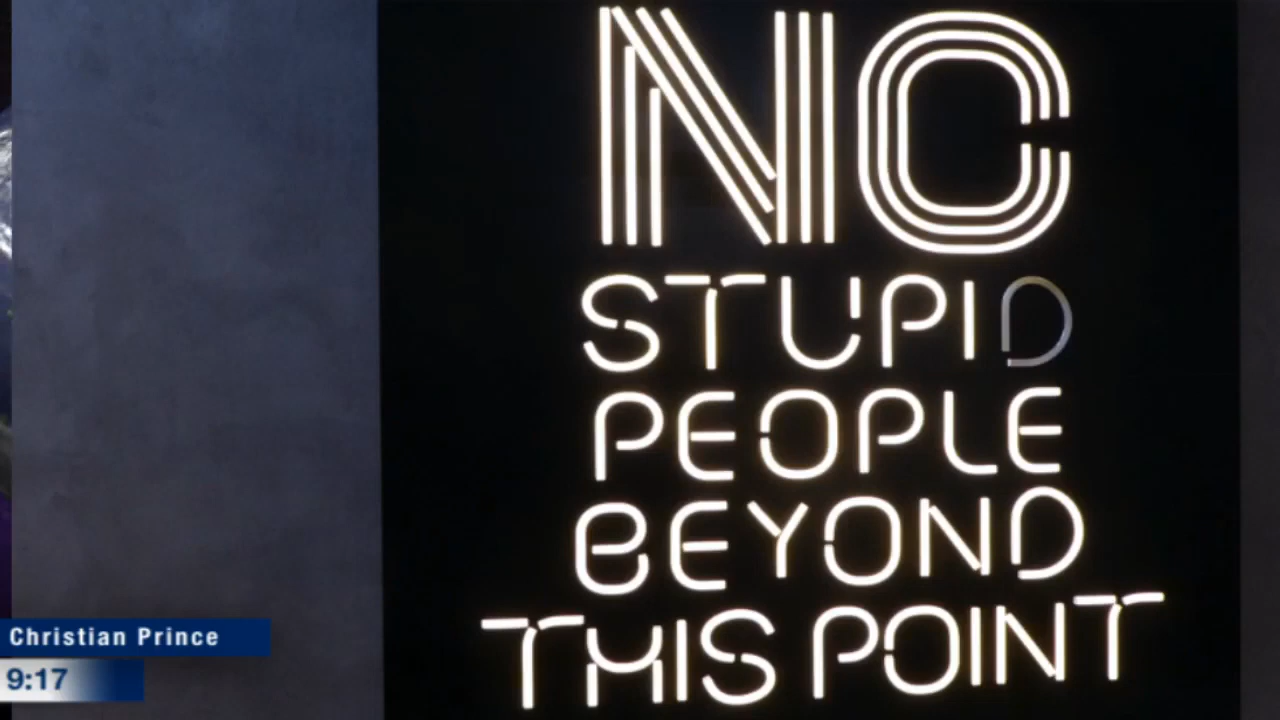 NO
STUPID
PEOPLE
BEYOND
THIS POINT
Christian Prince
9:17